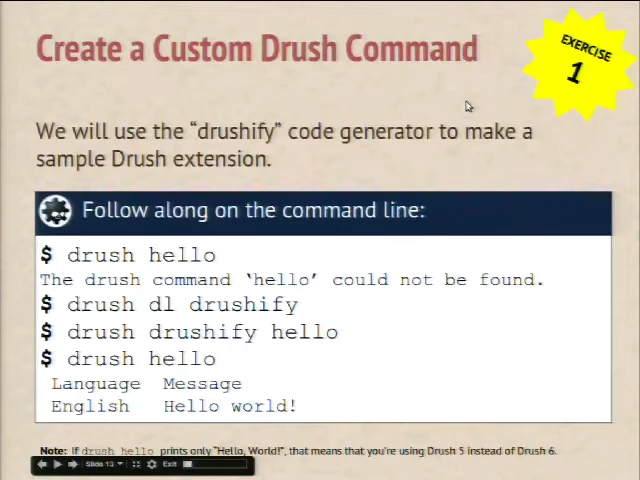 Create a Custom Drush Command
EXERCISE
1
We will use the “drushify” code generator to make a
sample Drush extension.
Follow along on the command line:
$ drush hello
The drush command ‘hello’ could not be found.
$ drush dl drushify
$ drush drushify hello
$ drush hello
Language Message
English Hello world!
Note: If drush hello prints only "Hello, World!", that means that you're using Drush 5 instead of Drush 6.
Slide 13 Exit